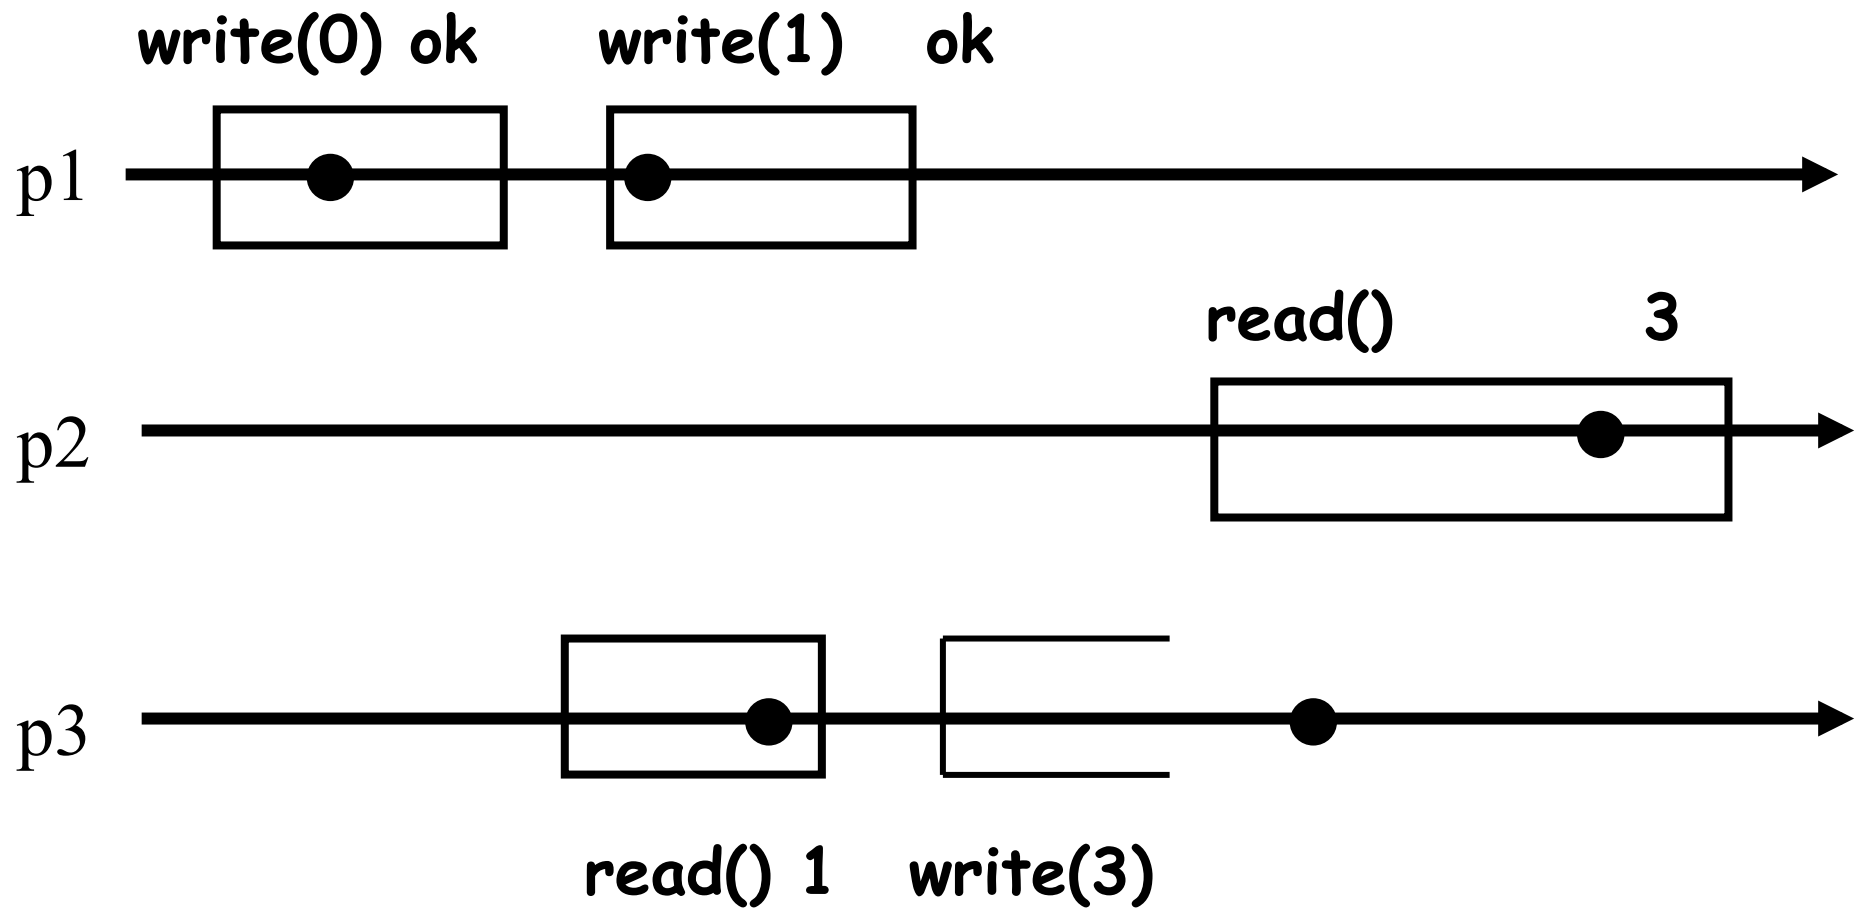 write(0) ok write(1) ok
p1
read() 3
p2
p3
read() 1 write(3)